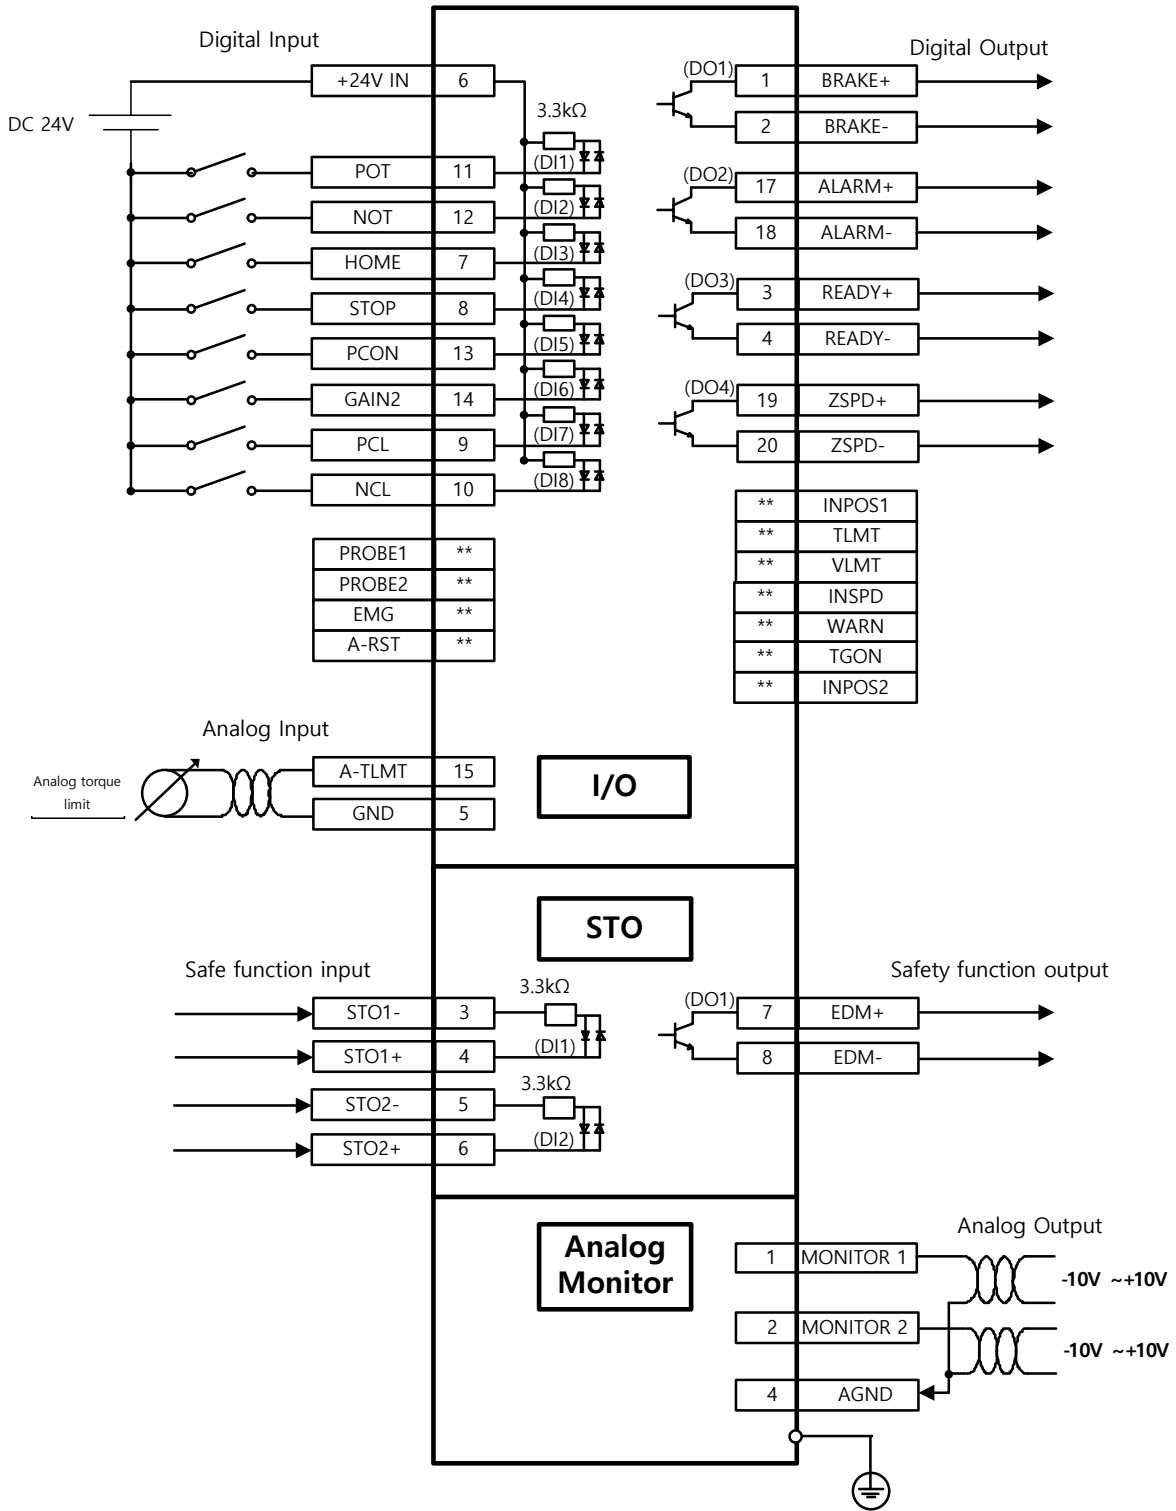 Digital Input
Digital Output
DC 24V
+24V IN 6
3.3kΩ
POT 11 (DI1)
NOT 12 (DI2)
HOME 7 (DI3)
STOP 8 (DI4)
PCON 13 (DI5)
GAIN2 14 (DI6)
PCL 9 (DI7)
NCL 10 (DI8)
PROBE1 **
PROBE2 **
EMG **
A-RST **
(DO1) 1 BRAKE+
2 BRAKE-
(DO2) 17 ALARM+
18 ALARM-
(DO3) 3 READY+
4 READY-
(DO4) 19 ZSPD+
20 ZSPD-
** INPOS1
** TLMT
** VLMT
** INSPD
** WARN
** TGON
** INPOS2
Analog Input
Analog torque
limit
A-TLMT 15
GND 5
I/O
STO
Safe function input
3.3kΩ
STO1- 3
STO1+ 4 (DI1)
3.3kΩ
STO2- 5
STO2+ 6 (DI2)
Safety function output
(DO1) 7 EDM+
8 EDM-
Analog
Monitor
Analog Output
1 MONITOR 1
-10V ~+10V
2 MONITOR 2
-10V ~+10V
4 AGND